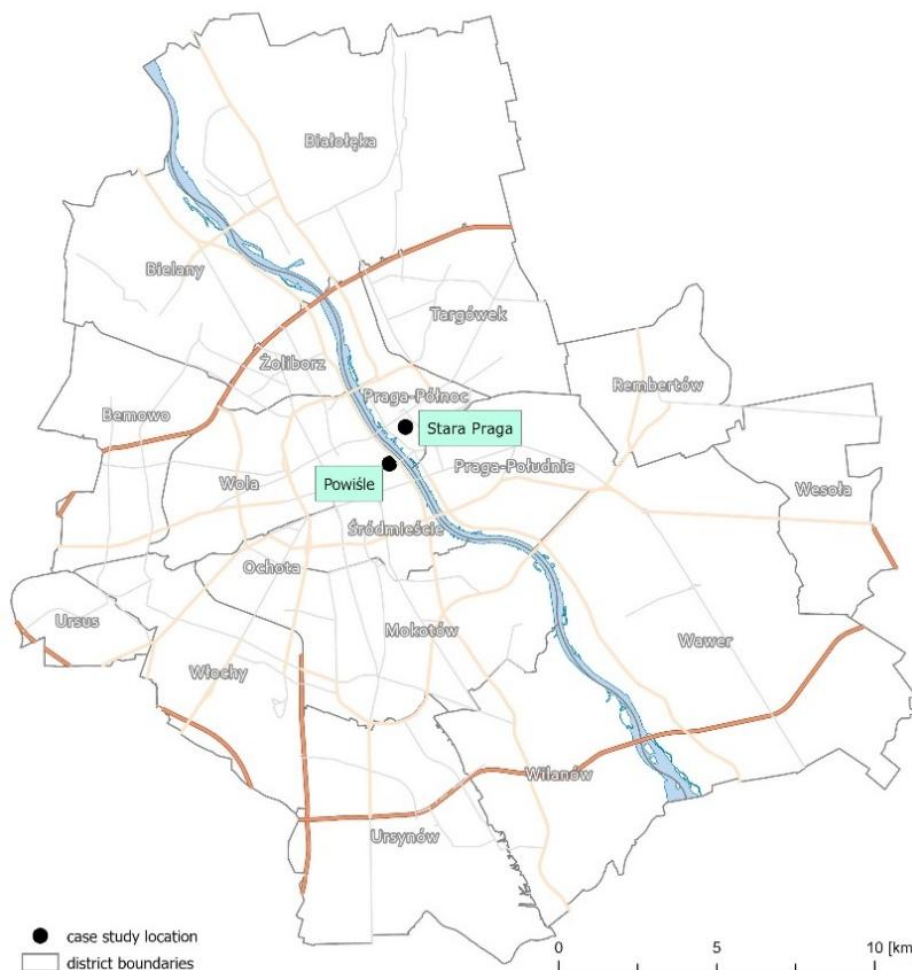 Białołęka
Bielany
Targówek
Żoliborz
Rembertów
Praga-Północ
Bemowo
Stara Praga
Praga-Południe
Wola
Powiśle
Wesoła
Śródmieście
Ochota
Ursus
Mokotów
Wawer
Włochy
Wilanów
Ursynów
case study location
district boundaries
0 5 10 [km